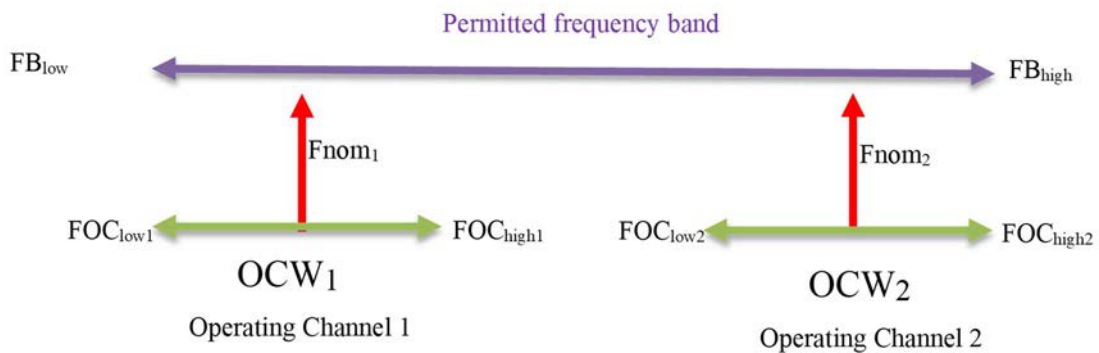 Permitted frequency band
FBlow
FBhigh
Fnom1
Fnom2
FOClow1
FOChigh1
FOClow2
FOChigh2
OCW1
OCW2
Operating Channel 1
Operating Channel 2